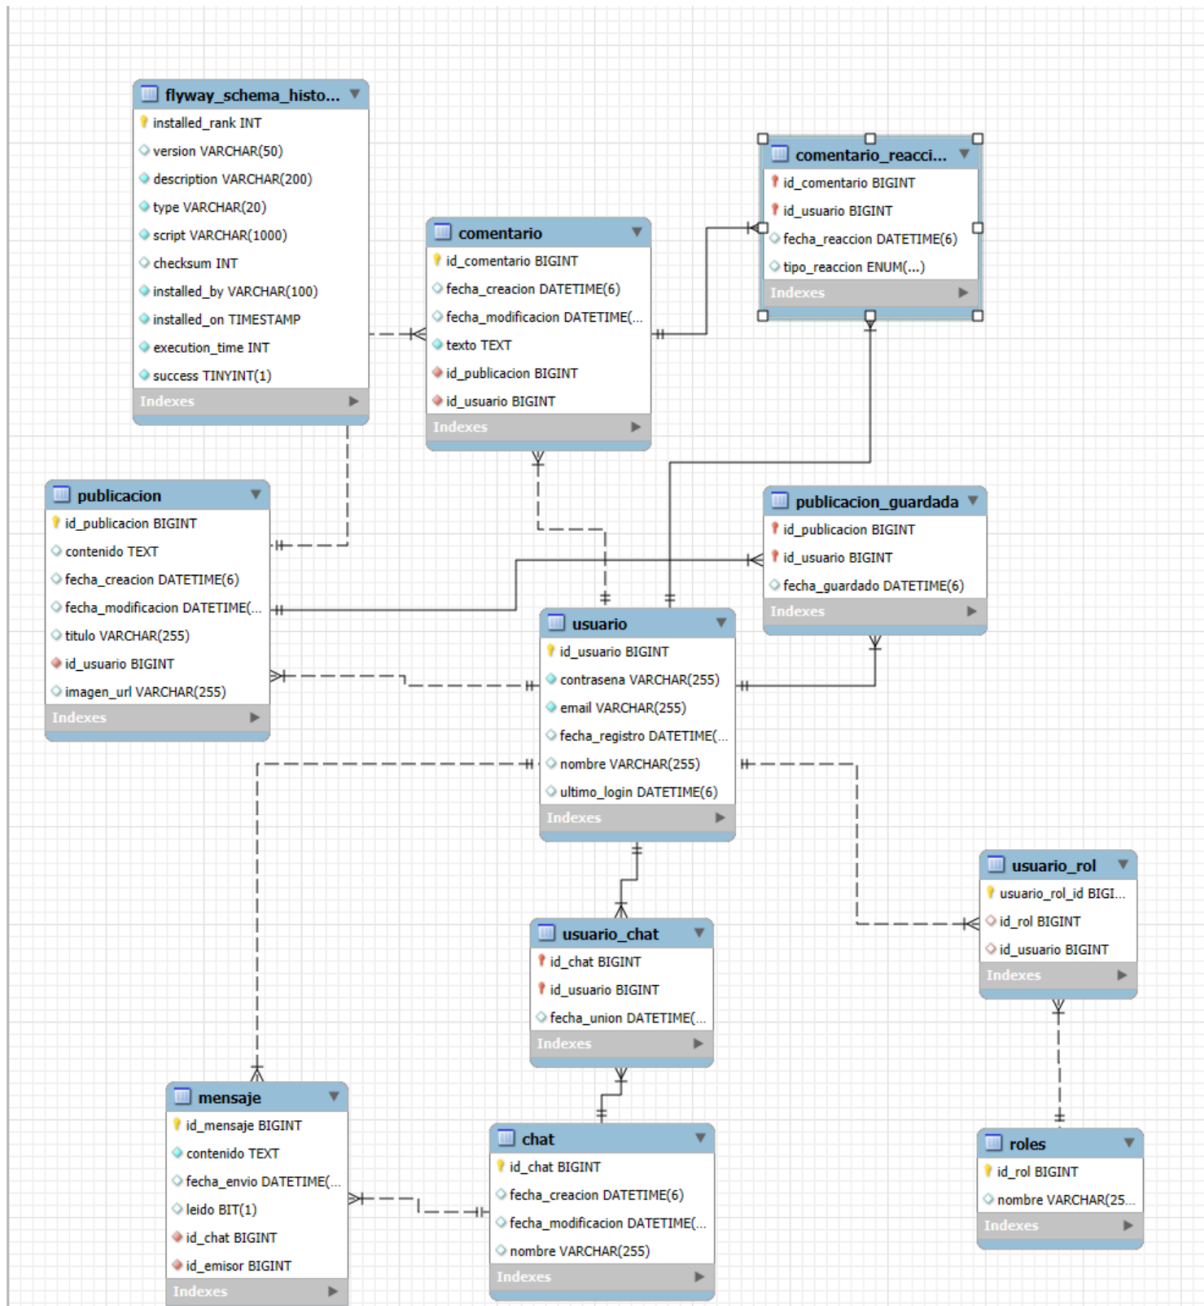 flyway_schema_histo...
installed_rank INT
version VARCHAR(50)
description VARCHAR(200)
type VARCHAR(20)
script VARCHAR(1000)
checksum INT
installed_by VARCHAR(100)
installed_on TIMESTAMP
execution_time INT
success TINYINT(1)
Indexes
comentario
id_comentario BIGINT
fecha_creacion DATETIME(6)
fecha_modificacion DATETIME(...
texto TEXT
id_publicacion BIGINT
id_usuario BIGINT
Indexes
comentario_reacci...
id_comentario BIGINT
id_usuario BIGINT
fecha_reaccion DATETIME(6)
tipo_reaccion ENUM(...)
Indexes
publicacion
id_publicacion BIGINT
contenido TEXT
fecha_creacion DATETIME(6)
fecha_modificacion DATETIME(...
titulo VARCHAR(255)
id_usuario BIGINT
imagen_url VARCHAR(255)
Indexes
publicacion_guardada
id_publicacion BIGINT
id_usuario BIGINT
fecha_guardado DATETIME(6)
Indexes
usuario
id_usuario BIGINT
contrasena VARCHAR(255)
email VARCHAR(255)
fecha_registro DATETIME(...
nombre VARCHAR(255)
ultimo_login DATETIME(6)
Indexes
usuario_rol
usuario_rol_id BIGI...
id_rol BIGINT
id_usuario BIGINT
Indexes
usuario_chat
id_chat BIGINT
id_usuario BIGINT
fecha_union DATETIME(...
Indexes
mensaje
id_mensaje BIGINT
contenido TEXT
fecha_envio DATETIME(...
leido BIT(1)
id_chat BIGINT
id_emisor BIGINT
Indexes
chat
id_chat BIGINT
fecha_creacion DATETIME(6)
fecha_modificacion DATETIME(...
nombre VARCHAR(255)
Indexes
roles
id_rol BIGINT
nombre VARCHAR(25...
Indexes